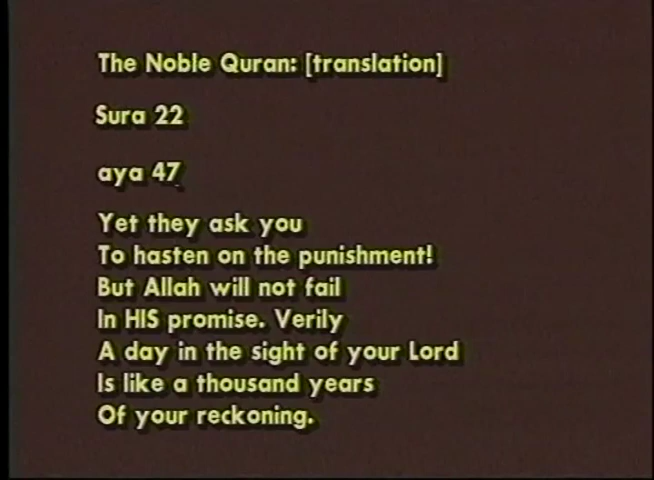 The Noble Quran: [translation]
Sura 22
aya 47
Yet they ask you
To hasten on the punishment!
But Allah will not fail
In HIS promise. Verily
A day in the sight of your Lord
Is like a thousand years
Of your reckoning.